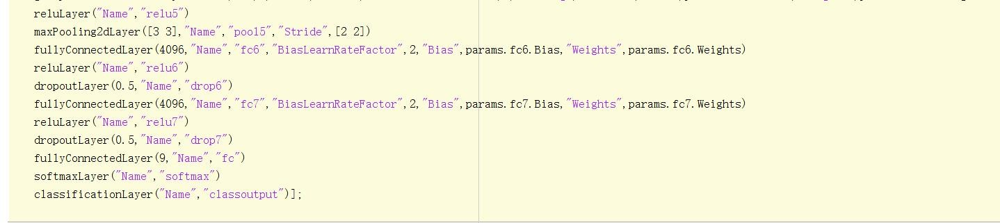 reluLayer("Name","relu5")
maxPooling2dLayer([3 3],"Name","pool5","Stride",[2 2])
fullyConnectedLayer(4096,"Name","fc6","BiasLearnRateFactor",2,"Bias",params.fc6.Bias,"Weights",params.fc6.Weights)
reluLayer("Name","relu6")
dropoutLayer(0.5,"Name","drop6")
fullyConnectedLayer(4096,"Name","fc7","BiasLearnRateFactor",2,"Bias",params.fc7.Bias,"Weights",params.fc7.Weights)
reluLayer("Name","relu7")
dropoutLayer(0.5,"Name","drop7")
fullyConnectedLayer(9,"Name","fc")
softmaxLayer("Name","softmax")
classificationLayer("Name","classoutput")];